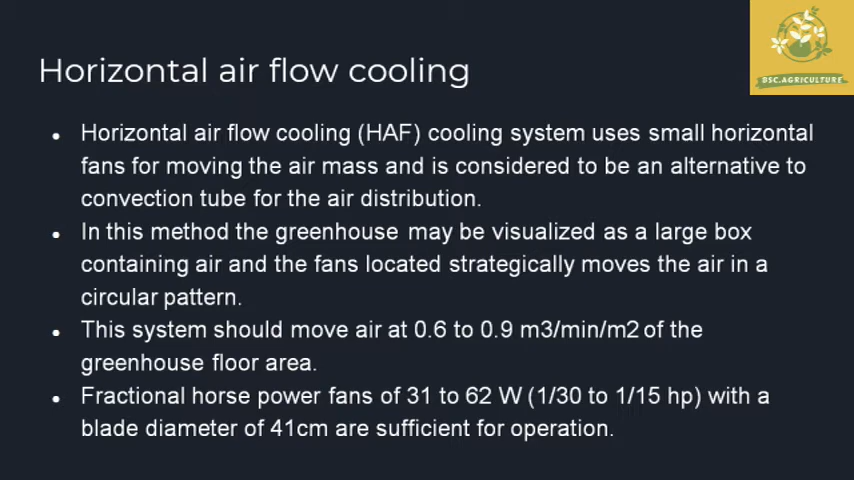 DSC.AGRICULTURE
Horizontal air flow cooling
• Horizontal air flow cooling (HAF) cooling system uses small horizontal
fans for moving the air mass and is considered to be an alternative to
convection tube for the air distribution.
• In this method the greenhouse may be visualized as a large box
containing air and the fans located strategically moves the air in a
circular pattern.
• This system should move air at 0.6 to 0.9 m3/min/m2 of the
greenhouse floor area.
• Fractional horse power fans of 31 to 62 W (1/30 to 1/15 hp) with a
blade diameter of 41cm are sufficient for operation.